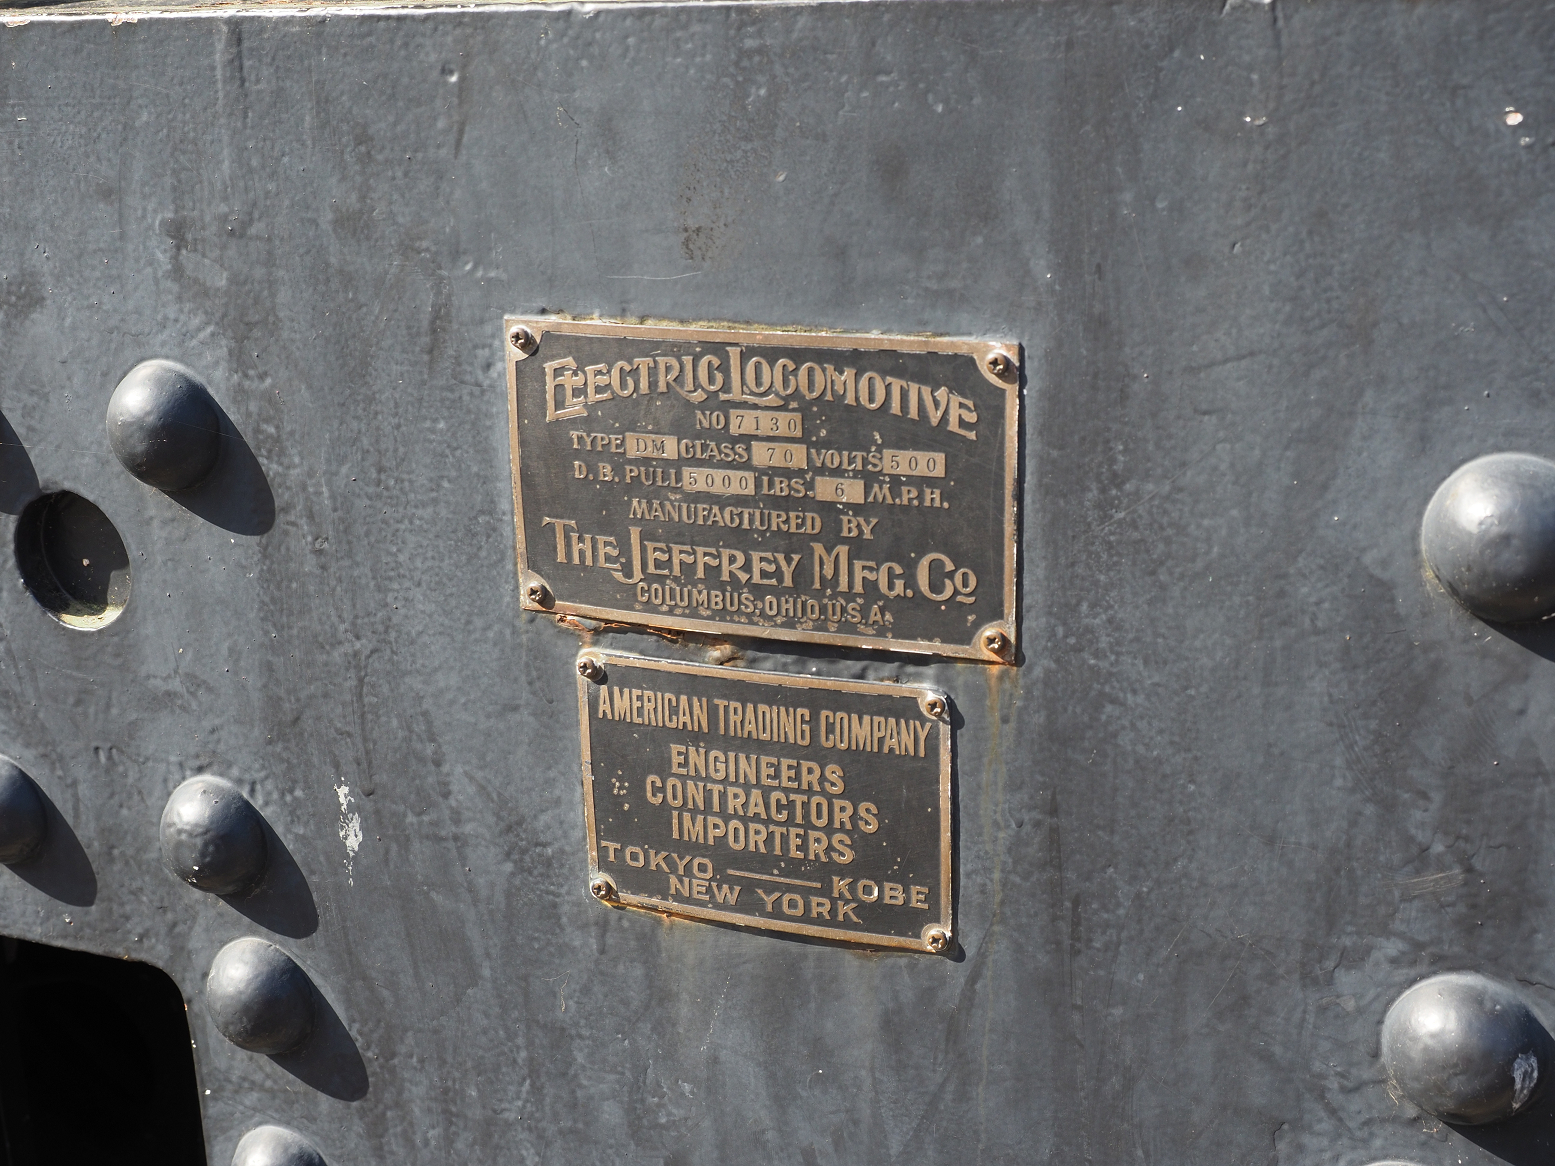 ELECTRIC LOCOMOTIVE
NO 7130
TYPE DM CLASS 70 VOLTS 500
D.B. PULL 5000 LBS. 6 M.P.H.
MANUFACTURED BY
THE JEFFREY MFG. CO
COLUMBUS, OHIO, U.S.A.
AMERICAN TRADING COMPANY
ENGINEERS
CONTRACTORS
IMPORTERS
TOKYO — KOBE
NEW YORK